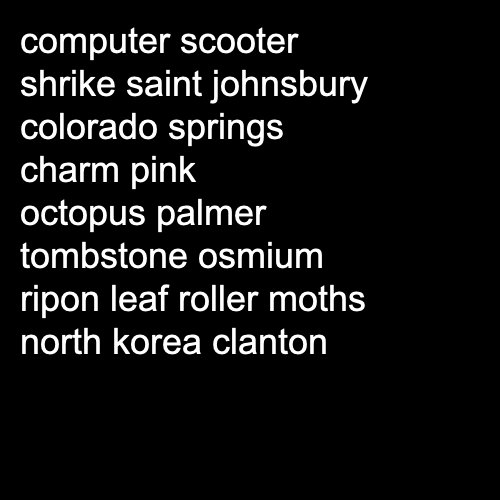 computer scooter
shrike saint johnsbury
colorado springs
charm pink
octopus palmer
tombstone osmium
ripon leaf roller moths
north korea clanton